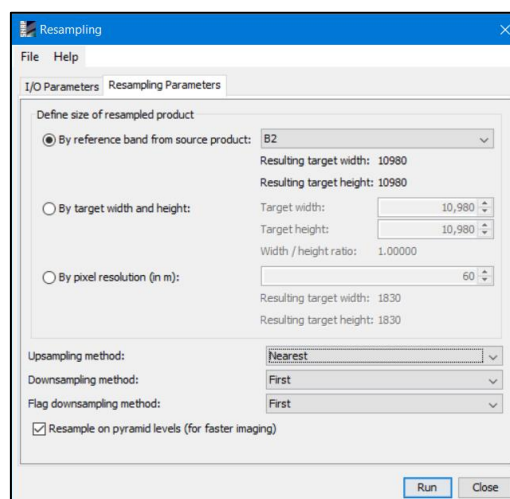 Resampling
File Help
I/O Parameters Resampling Parameters
Define size of resampled product
By reference band from source product: B2
Resulting target width: 10980
Resulting target height: 10980
By target width and height: Target width: 10,980
Target height: 10,980
Width / height ratio: 1.00000
By pixel resolution (in m): 60
Resulting target width: 1830
Resulting target height: 1830
Upsampling method: Nearest
Downsampling method: First
Flag downsampling method: First
Resample on pyramid levels (for faster imaging)
Run Close